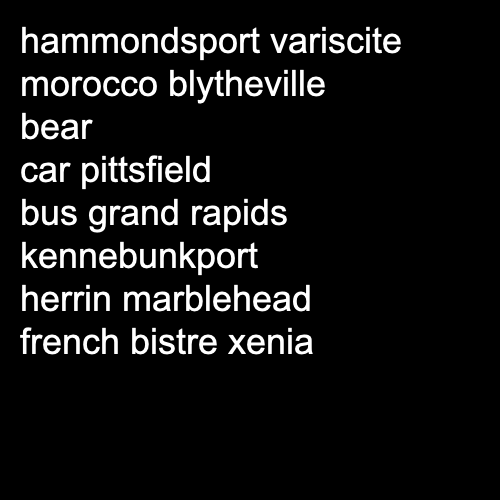 hammondsport variscite
morocco blytheville
bear
car pittsfield
bus grand rapids
kennebunkport
herrin marblehead
french bistre xenia